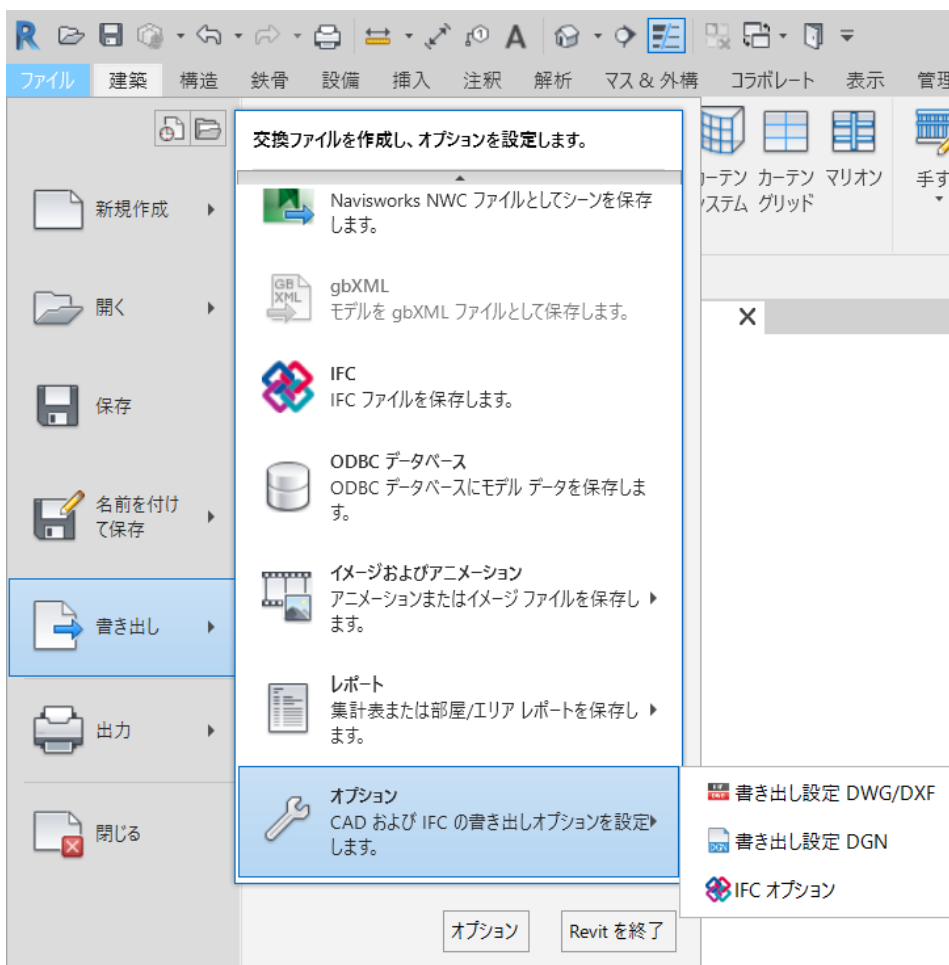 ファイル 建築 構造 鉄骨 設備 挿入 注釈 解析 マス & 外構 コラボレート 表示 管理
交換ファイルを作成し、オプションを設定します。
新規作成
開く
保存
名前を付け
て保存
書き出し
出力
閉じる
Navisworks NWC ファイルとしてシーンを保存
します。
GB
XML
gbXML
モデルを gbXML ファイルとして保存します。
IFC
IFC ファイルを保存します。
ODBC データベース
ODBC データベースにモデル データを保存しま
す。
イメージおよびアニメーション
アニメーションまたはイメージ ファイルを保存し
ます。
レポート
集計表または部屋/エリア レポートを保存し
ます。
オプション
CAD および IFC の書き出しオプションを設定
します。
書き出し設定 DWG/DXF
DGN
書き出し設定 DGN
IFC オプション
オプション
Revit を終了
ーテン
ステム
カーテン
グリッド
マリオン
手す